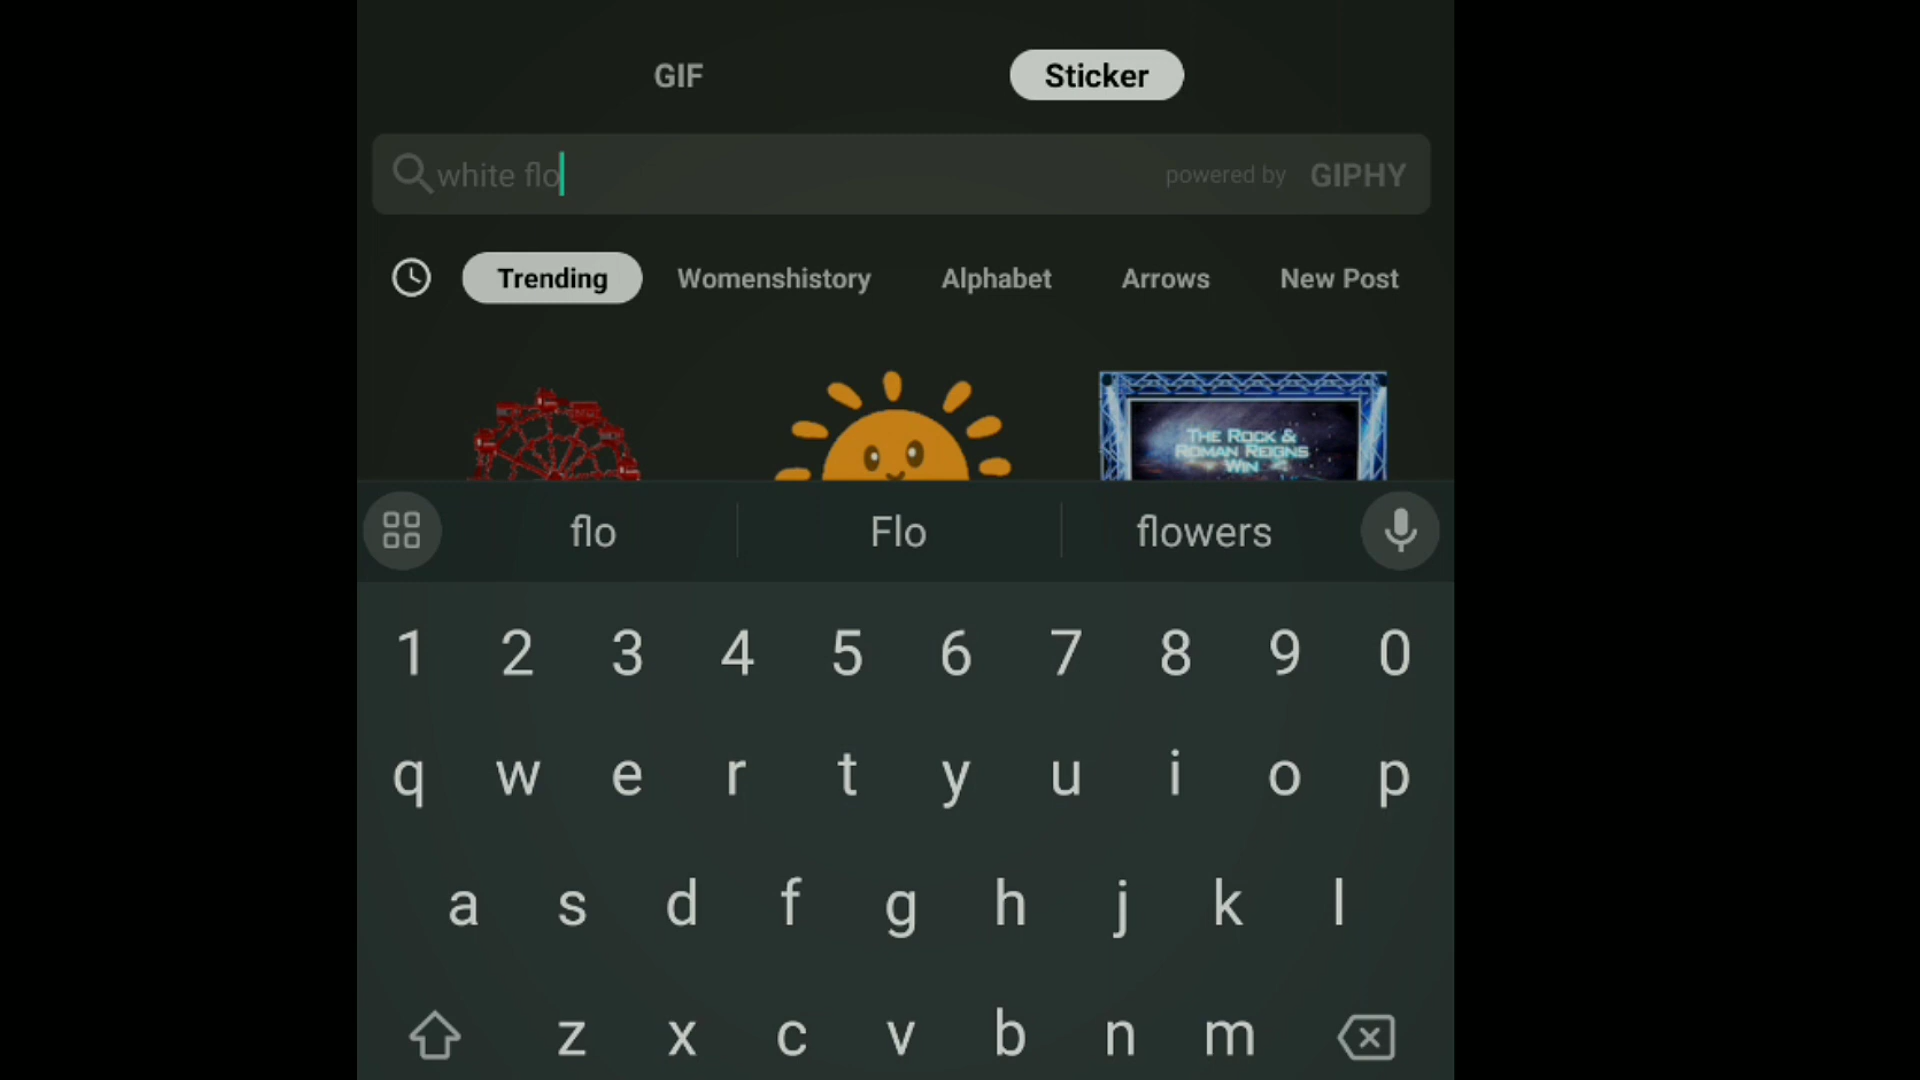 GIF Sticker
white flo powered by GIPHY
Trending Womenshistory Alphabet Arrows New Post
THE ROCK &
ROMAN REIGNS
WIN
flo Flo flowers
1 2 3 4 5 6 7 8 9 0
q w e r t y u i o p
a s d f g h j k l
z x c v b n m